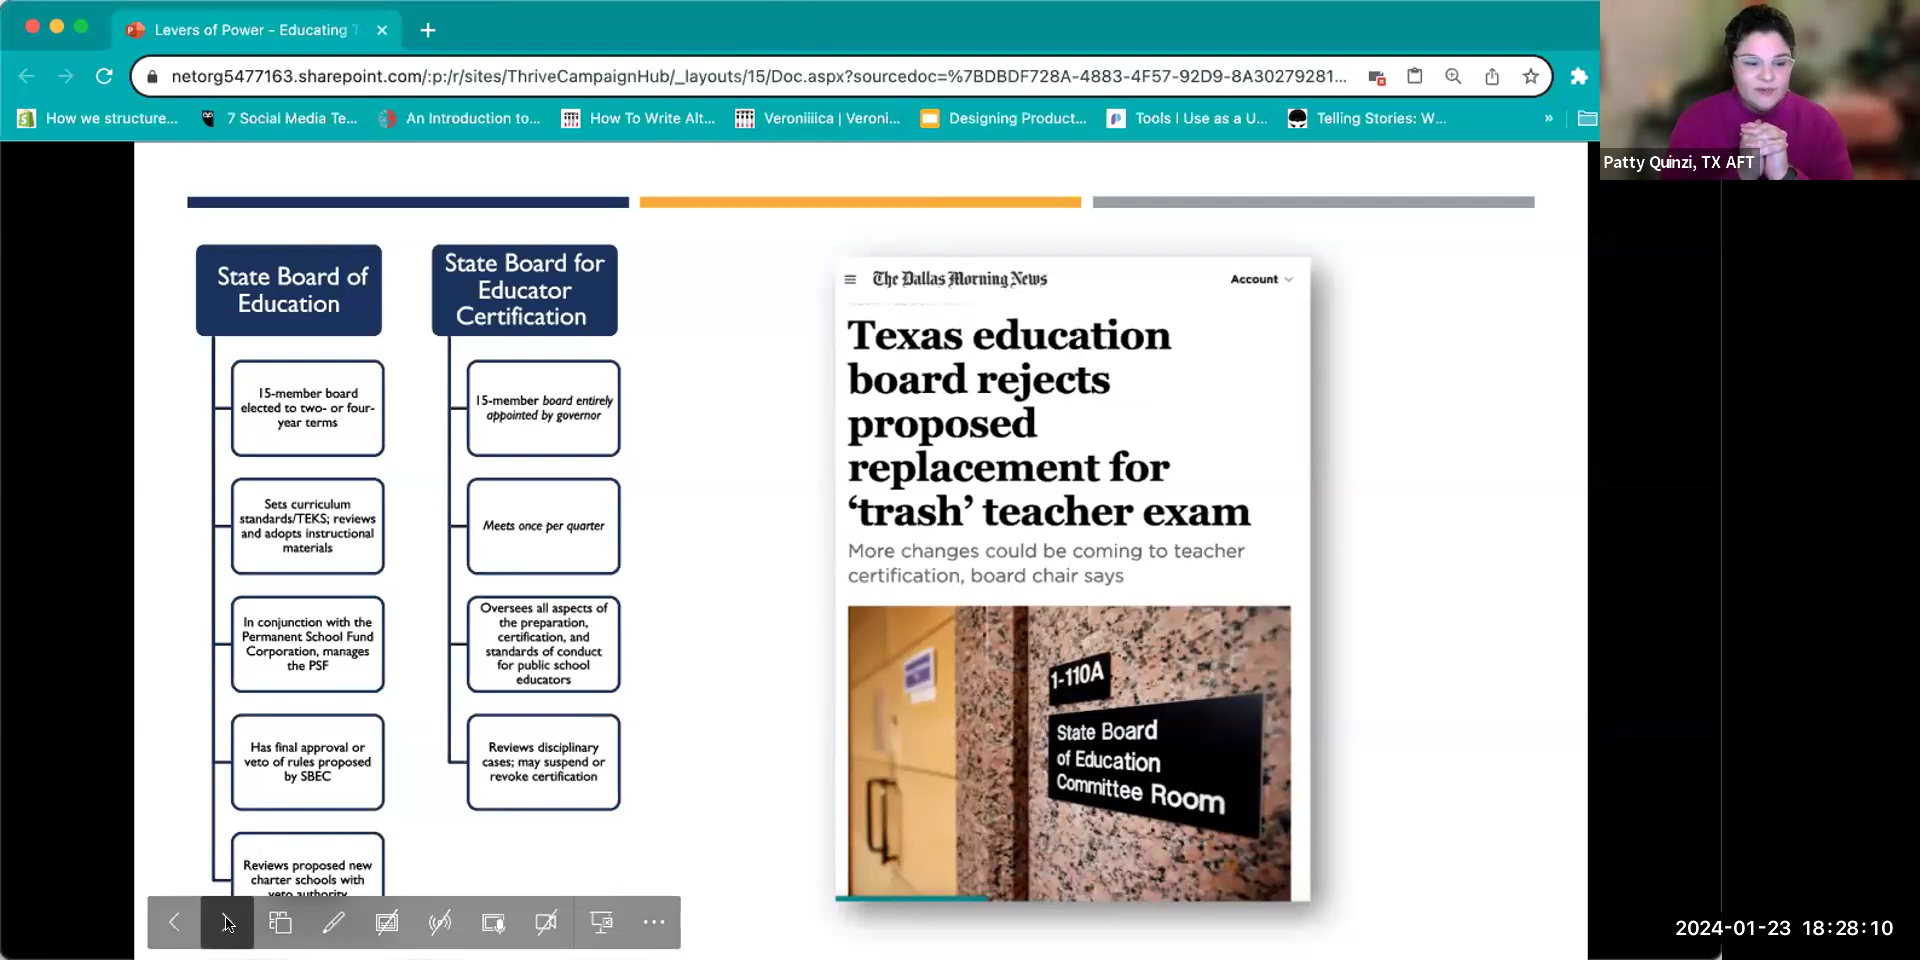 Levers of Power - Educating T
netorg5477163.sharepoint.com/:p:/r/sites/ThriveCampaignHub/_layouts/15/Doc.aspx?sourcedoc=%7BDBDF728A-4883-4F57-92D9-8A30279281...
How we structure...
7 Social Media Te...
An Introduction to...
How To Write Alt...
Veroniiiica | Veroni...
Designing Product...
Tools I Use as a U...
Telling Stories: W...
»
Patty Quinzi, TX AFT
State Board of
Education
15-member board
elected to two- or four-
year terms
Sets curriculum
standards/TEKS; reviews
and adopts instructional
materials
In conjunction with the
Permanent School Fund
Corporation, manages
the PSF
Has final approval or
veto of rules proposed
by SBEC
Reviews proposed new
charter schools with
veto authority
State Board for
Educator
Certification
15-member board entirely
appointed by governor
Meets once per quarter
Oversees all aspects of
the preparation,
certification, and
standards of conduct
for public school
educators
Reviews disciplinary
cases; may suspend or
revoke certification
The Dallas Morning News
Account
Texas education
board rejects
proposed
replacement for
‘trash’ teacher exam
More changes could be coming to teacher
certification, board chair says
1-110A
State Board
of Education
Committee Room
2024-01-23 18:28:10